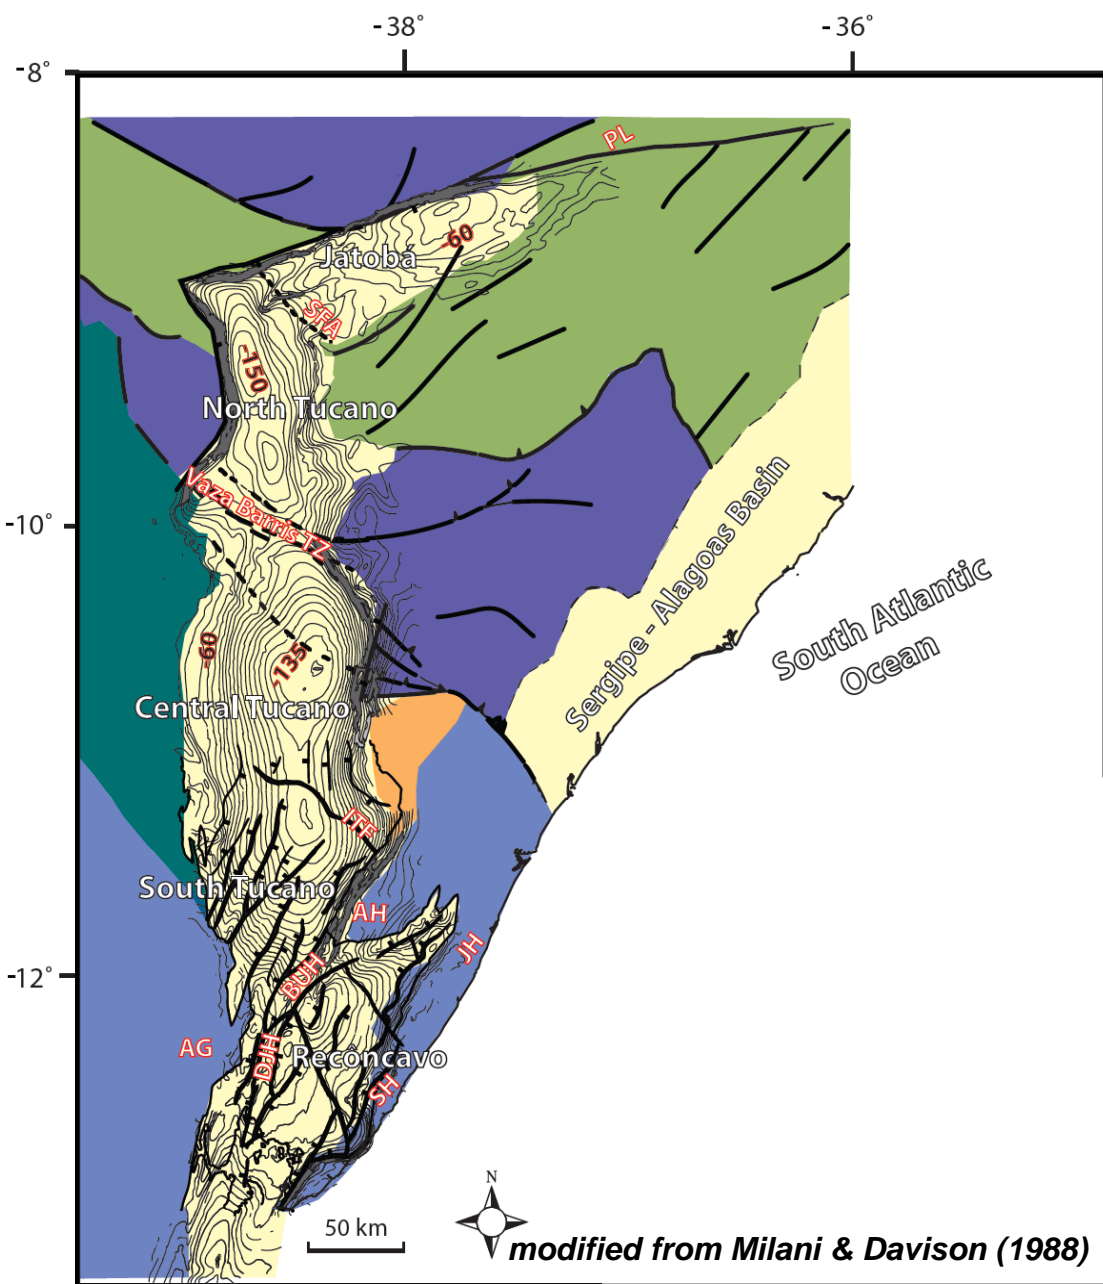 -38°
-36°
-8°
PL
-60
Jatobá
SFA
-150
North Tucano
Vaza Barris TZ
-10°
Sergipe - Alagoas Basin
South Atlantic
Ocean
-60
-135
Central Tucano
ITF
South Tucano
AH
JH
BUH
-12°
AG
DJH
Recôncavo
SH
N
50 km
modified from Milani & Davison (1988)